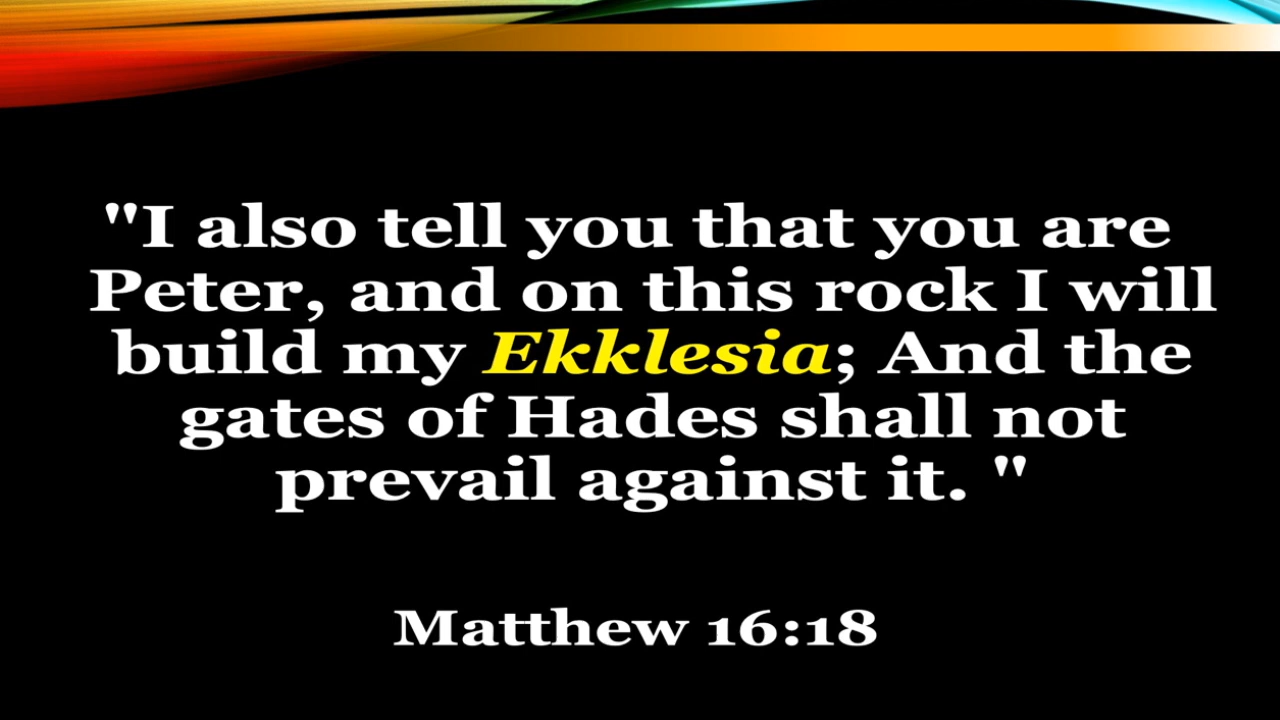 "I also tell you that you are
Peter, and on this rock I will
build my Ekklesia; And the
gates of Hades shall not
prevail against it. "
Matthew 16:18